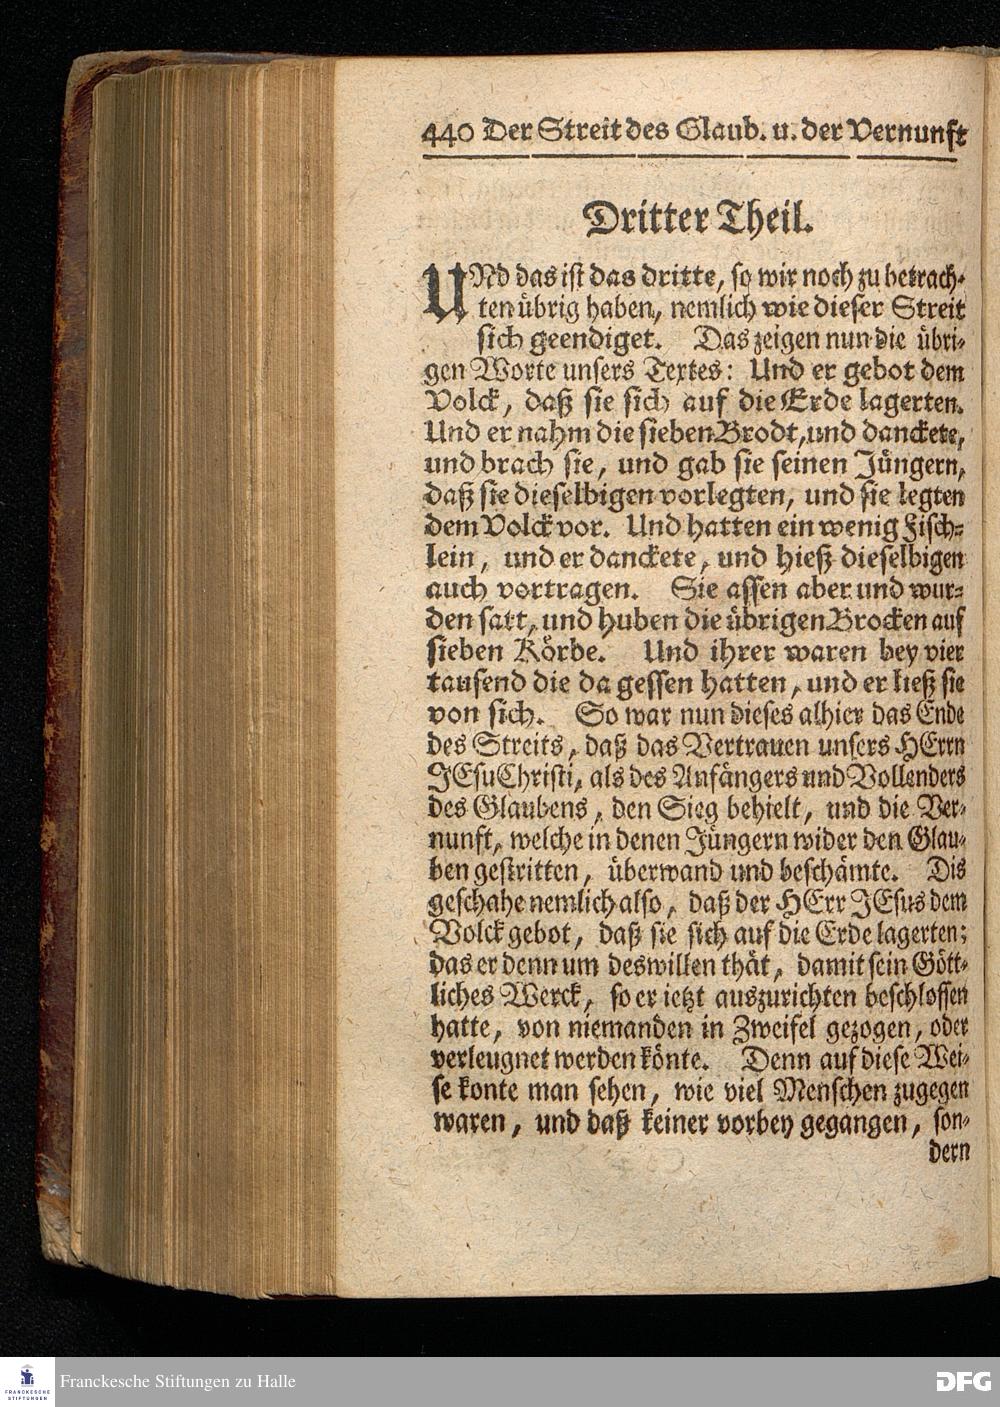 440 Der Streit des Glaub. u. der Vernunft
Dritter Theil.
UNd das ist das dritte, so wir noch zu betrach-
ten übrig haben, nemlich wie dieser Streit
sich geendiget. Das zeigen nun die übri-
gen Worte unsers Textes: Und er gebot dem
Volck, daß sie sich auf die Erde lagerten.
Und er nahm die sieben Brodt, und danckete,
und brach sie, und gab sie seinen Jüngern,
daß sie dieselbigen vorlegten, und sie legten
dem Volck vor. Und hatten ein wenig Fisch-
lein, und er danckete, und hieß dieselbigen
auch vortragen. Sie assen aber und wur-
den satt, und huben die übrigen Brocken auf
sieben Körbe. Und ihrer waren bey vier
tausend die da gessen hatten, und er ließ sie
von sich. So war nun dieses alhier das Ende
des Streits, daß das Vertrauen unsers HErrn
JEsu Christi, als des Anfängers und Vollenders
des Glaubens, den Sieg behielt, und die Ver-
nunft, welche in denen Jüngern wider den Glau-
ben gestritten, überwand und beschämte. Dis
geschahe nemlich also, daß der HErr JEsus dem
Volck gebot, daß sie sich auf die Erde lagerten;
das er denn um deswillen thät, damit sein Gött-
liches Werck, so er ietzt auszurichten beschlossen
hatte, von niemanden in Zweifel gezogen, oder
verleugnet werden könte. Denn auf diese Wei-
se konte man sehen, wie viel Menschen zugegen
waren, und daß keiner vorbey gegangen, son-
dern
FRANCKESCHE
STIFTUNGEN
Franckesche Stiftungen zu Halle
DFG